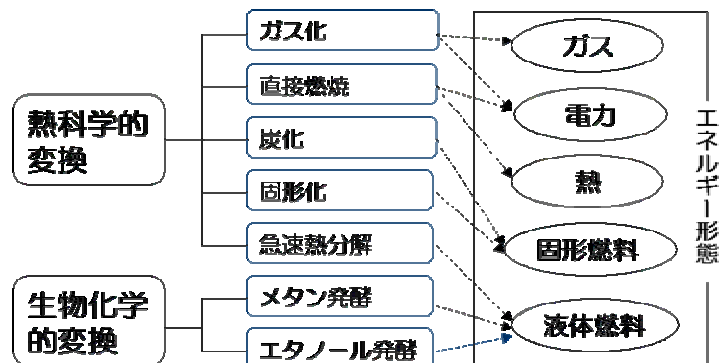 熱科学的
変換
生物化学
的変換
ガス化
直接燃焼
炭化
固形化
急速熱分解
メタン発酵
エタノール発酵
ガス
電力
熱
固形燃料
液体燃料
エネルギー形態